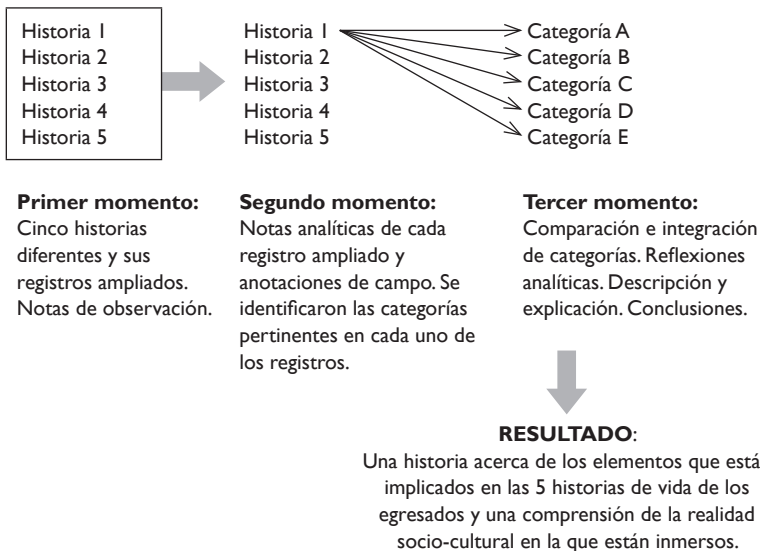 Historia 1
Historia 2
Historia 3
Historia 4
Historia 5
Historia 1
Historia 2
Historia 3
Historia 4
Historia 5
Categoría A
Categoría B
Categoría C
Categoría D
Categoría E
Primer momento:
Cinco historias
diferentes y sus
registros ampliados.
Notas de observación.
Segundo momento:
Notas analíticas de cada
registro ampliado y
anotaciones de campo. Se
identificaron las categorías
pertinentes en cada uno de
los registros.
Tercer momento:
Comparación e integración
de categorías. Reflexiones
analíticas. Descripción y
explicación. Conclusiones.
RESULTADO:
Una historia acerca de los elementos que está
implicados en las 5 historias de vida de los
egresados y una comprensión de la realidad
socio-cultural en la que están inmersos.